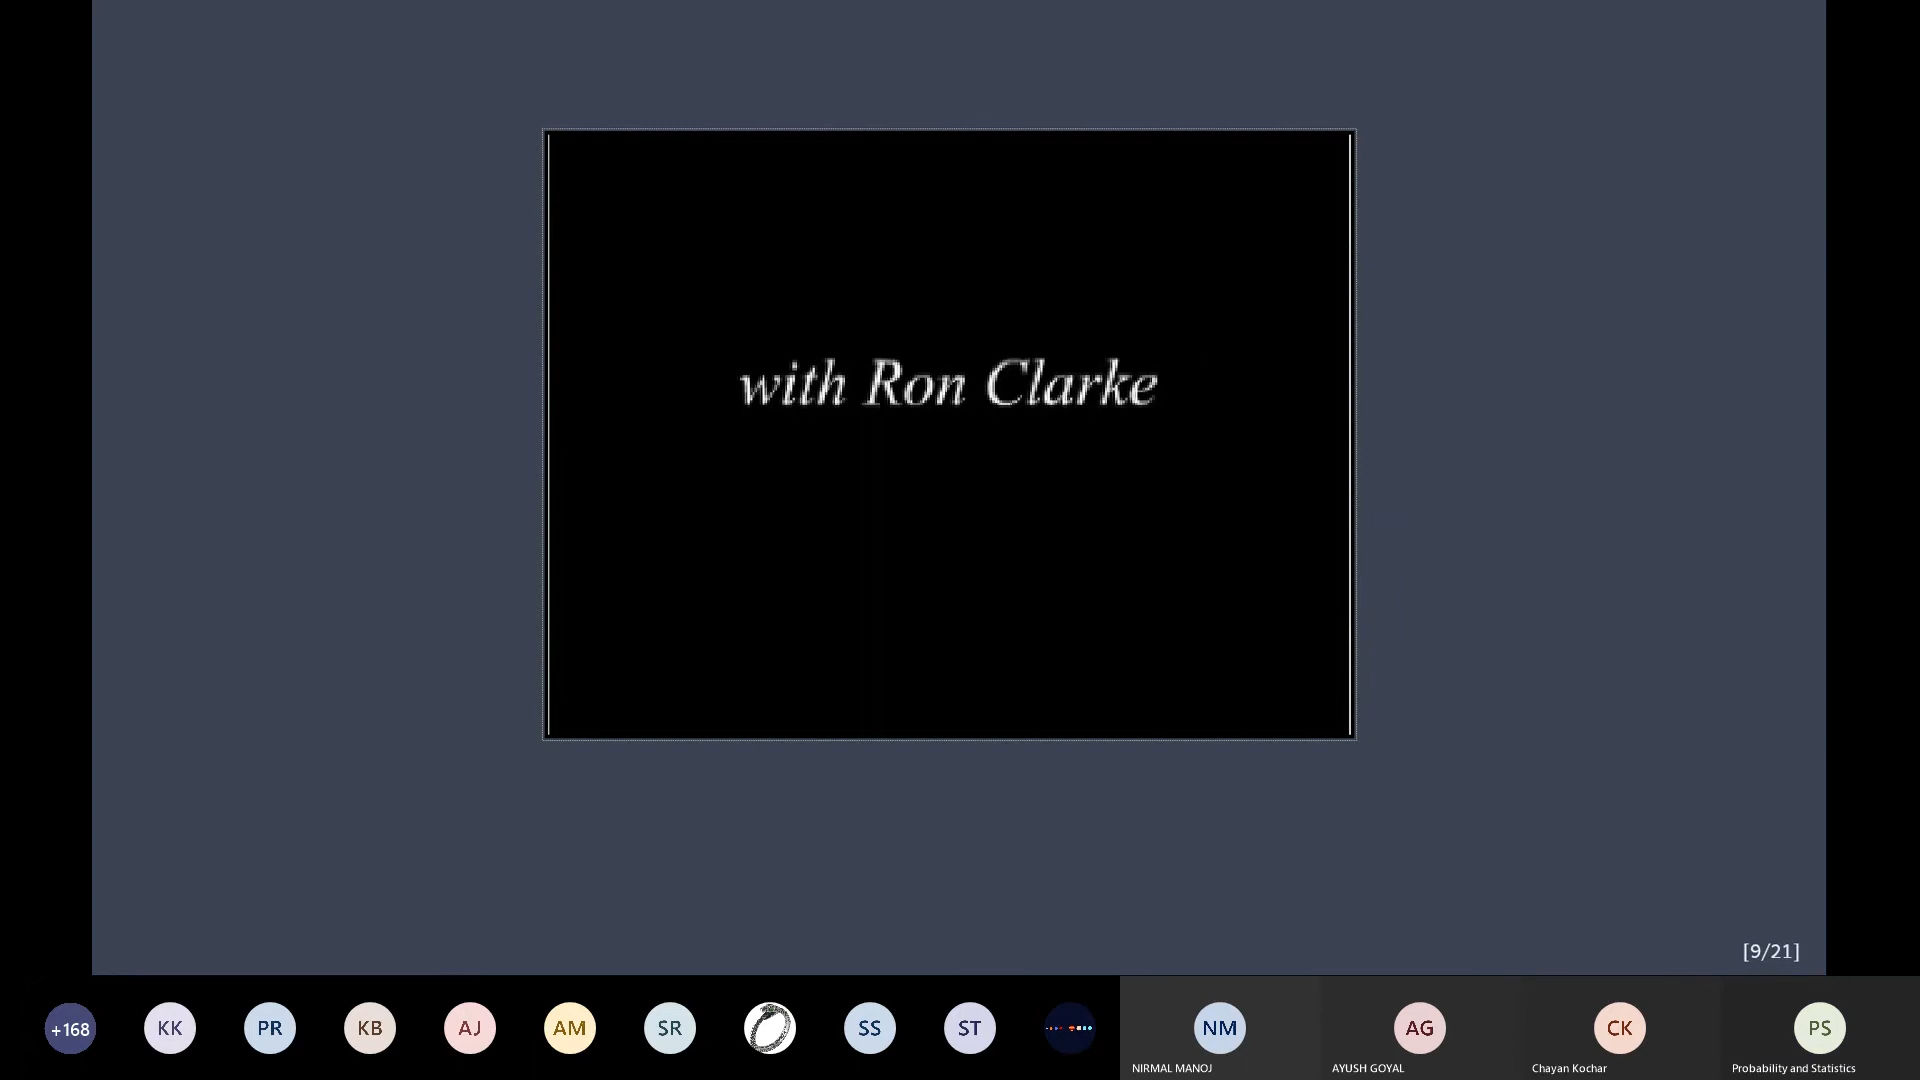 with Ron Clarke
[9/21]
+168 KK PR KB AJ AM SR SS ST NM AG CK PS
NIRMAL MANOJ AYUSH GOYAL Chayan Kochar Probability and Statistics